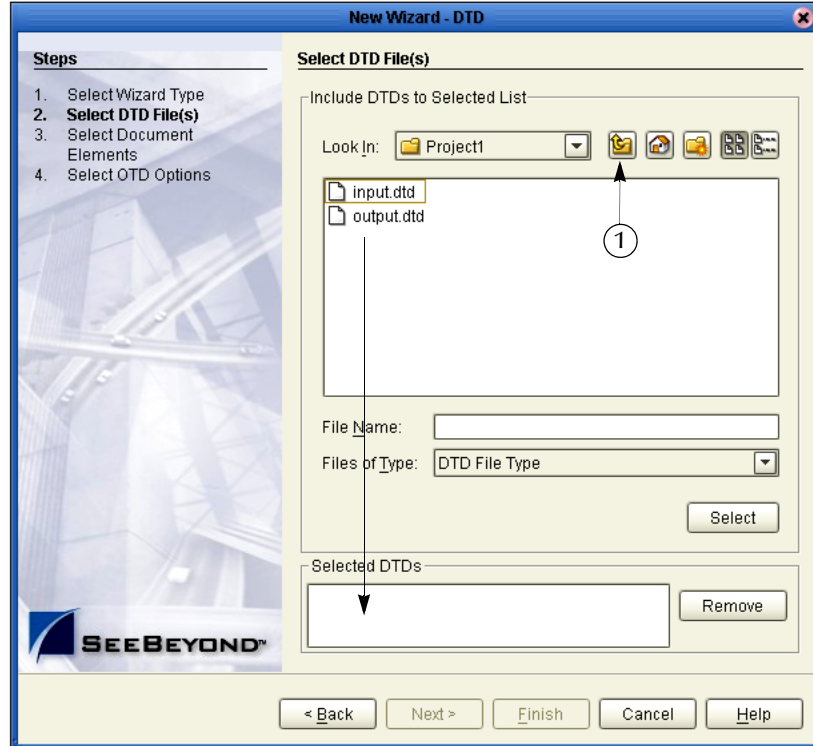 New Wizard - DTD
Steps
1. Select Wizard Type
2. Select DTD File(s)
3. Select Document
Elements
4. Select OTD Options
SEEBEYOND™
Select DTD File(s)
Include DTDs to Selected List
Look In: Project1
input.dtd
output.dtd
1
File Name:
Files of Type: DTD File Type
Select
Selected DTDs
Remove
< Back Next > Finish Cancel Help